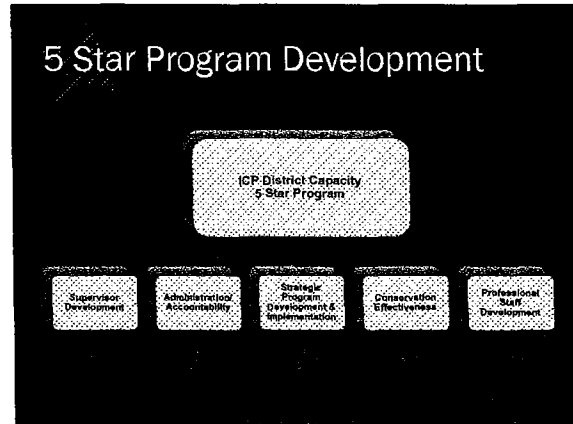 5 Star Program Development
ICP District Capacity
5 Star Program
Supervisor
Development
Administration/
Accountability
Strategic
Program
Development &
Implementation
Conservation
Effectiveness
Professional
Staff
Development